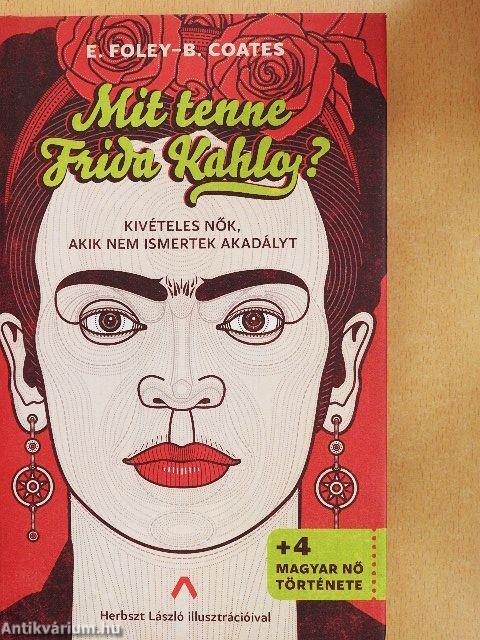 E. FOLEY–B. COATES
Mit tenne
Frida Kahlo?
KIVÉTELES NŐK,
AKIK NEM ISMERTEK AKADÁLYT
+4
MAGYAR NŐ
TÖRTÉNETE
Herbszt László illusztrációival
Antikvárium.hu